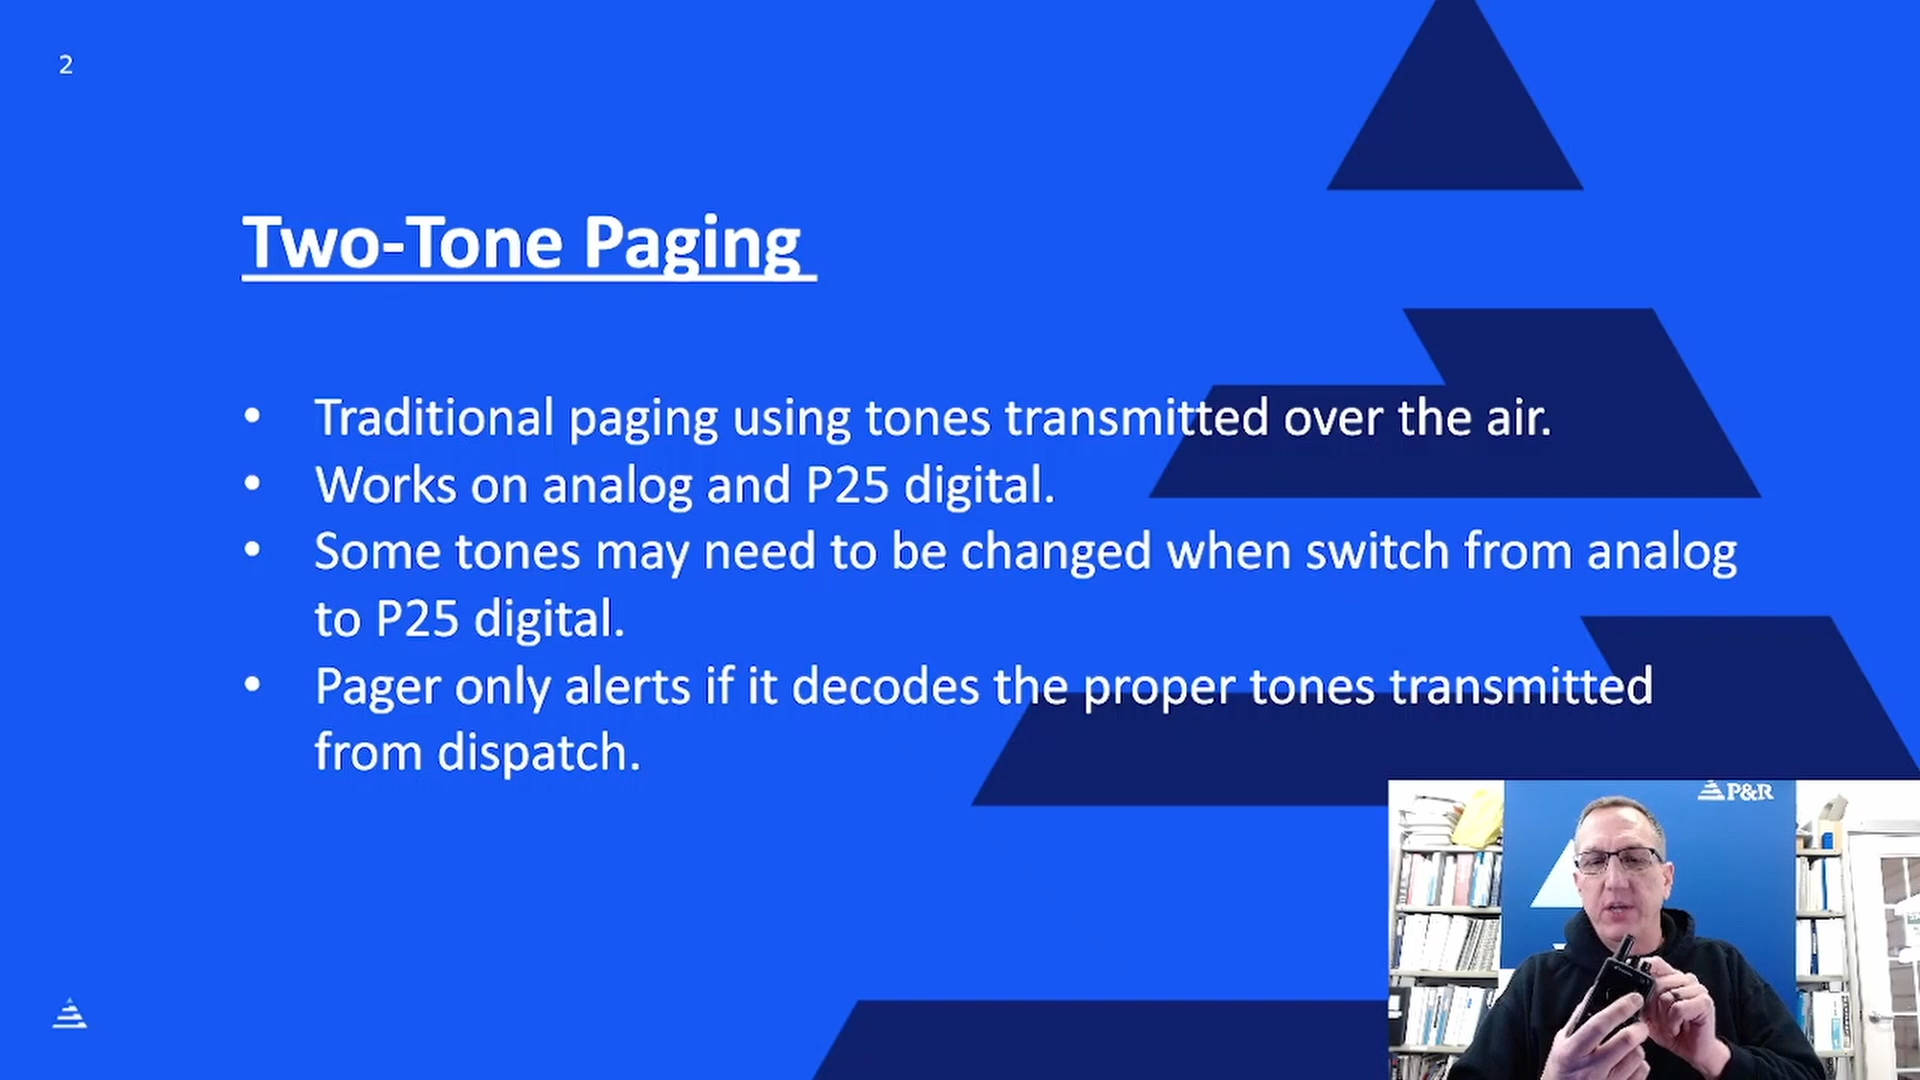 2
Two-Tone Paging
• Traditional paging using tones transmitted over the air.
• Works on analog and P25 digital.
• Some tones may need to be changed when switch from analog
to P25 digital.
• Pager only alerts if it decodes the proper tones transmitted
from dispatch.
P&R